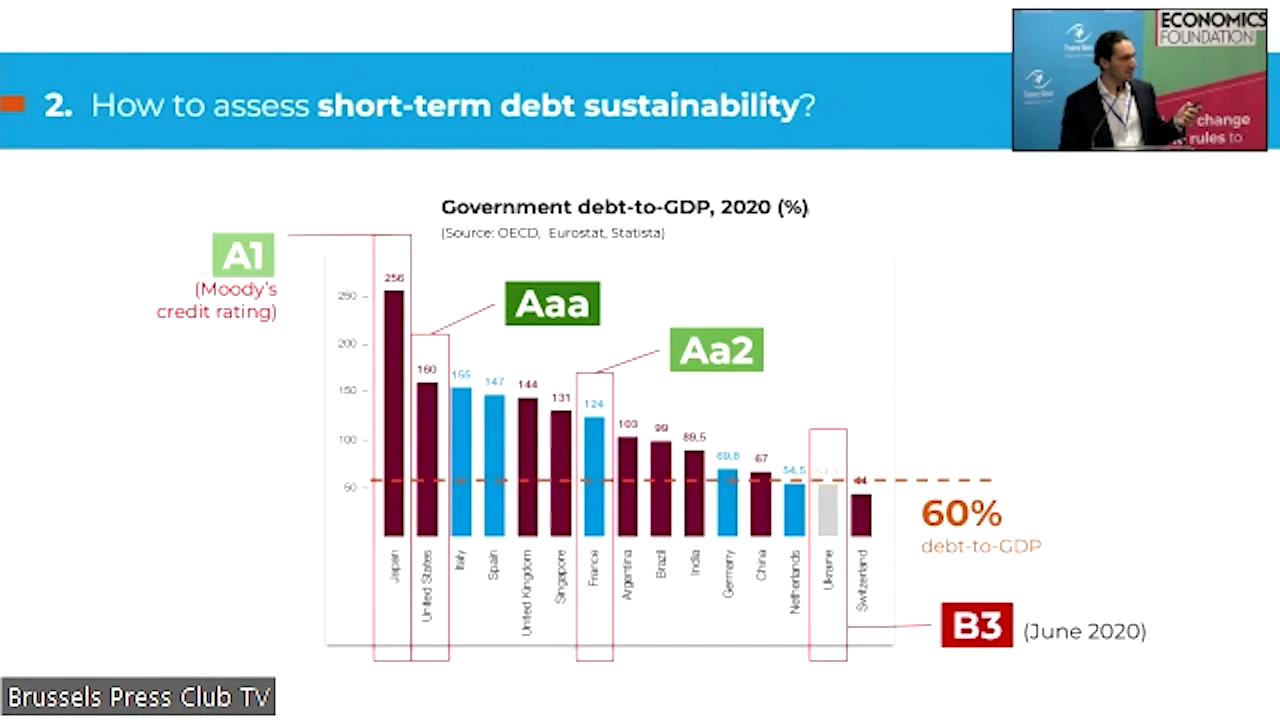 2. How to assess short-term debt sustainability?
ECONOMICS
FOUNDATION
change
rules to
Government debt-to-GDP, 2020 (%)
(Source: OECD, Eurostat, Statista)
A1
(Moody's
credit rating)
Aaa
Aa2
256
160
155
147
144
131
124
103
99
89,5
69,8
67
54,5
44
250
200
150
100
50
Japan
United States
Italy
Spain
United Kingdom
Singapore
France
Argentina
Brazil
India
Germany
China
Netherlands
Ukraine
Switzerland
60%
debt-to-GDP
B3 (June 2020)
Brussels Press Club TV